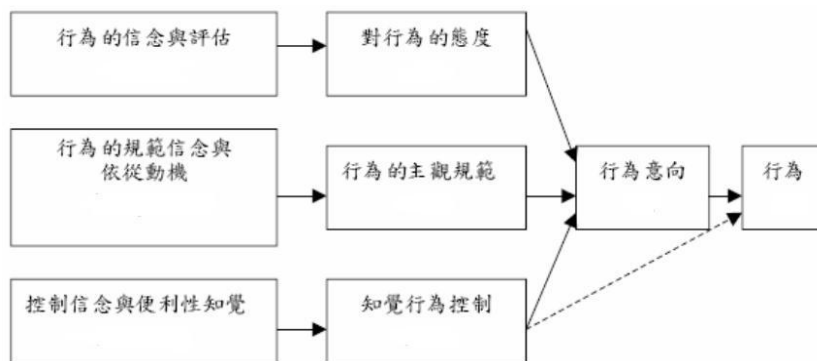 行為的信念與評估
對行為的態度
行為的規範信念與
依從動機
行為的主觀規範
行為意向
行為
控制信念與便利性知覺
知覺行為控制